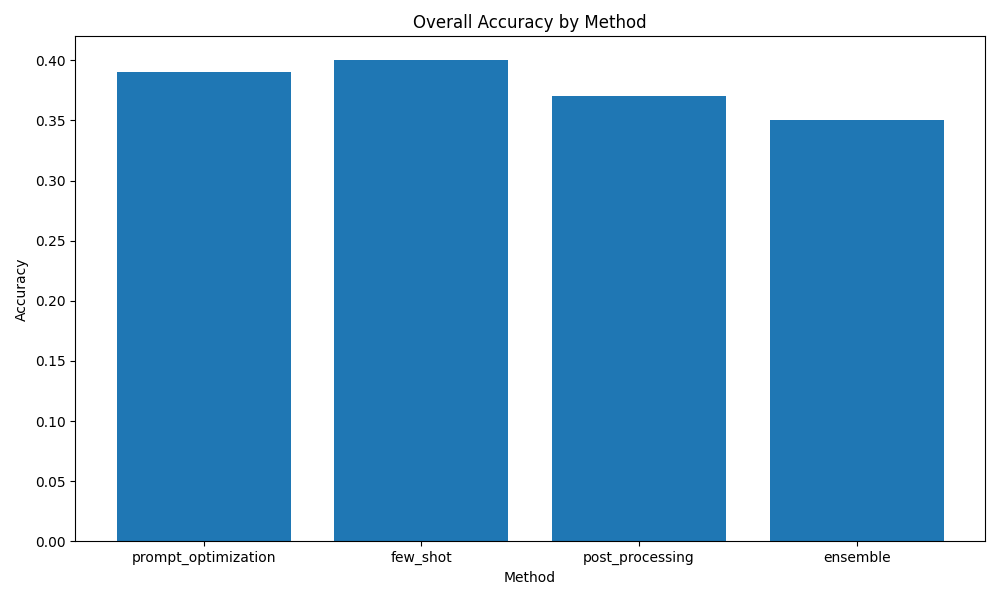 Overall Accuracy by Method
Accuracy
0.40
0.35
0.30
0.25
0.20
0.15
0.10
0.05
0.00
prompt_optimization
few_shot
post_processing
ensemble
Method